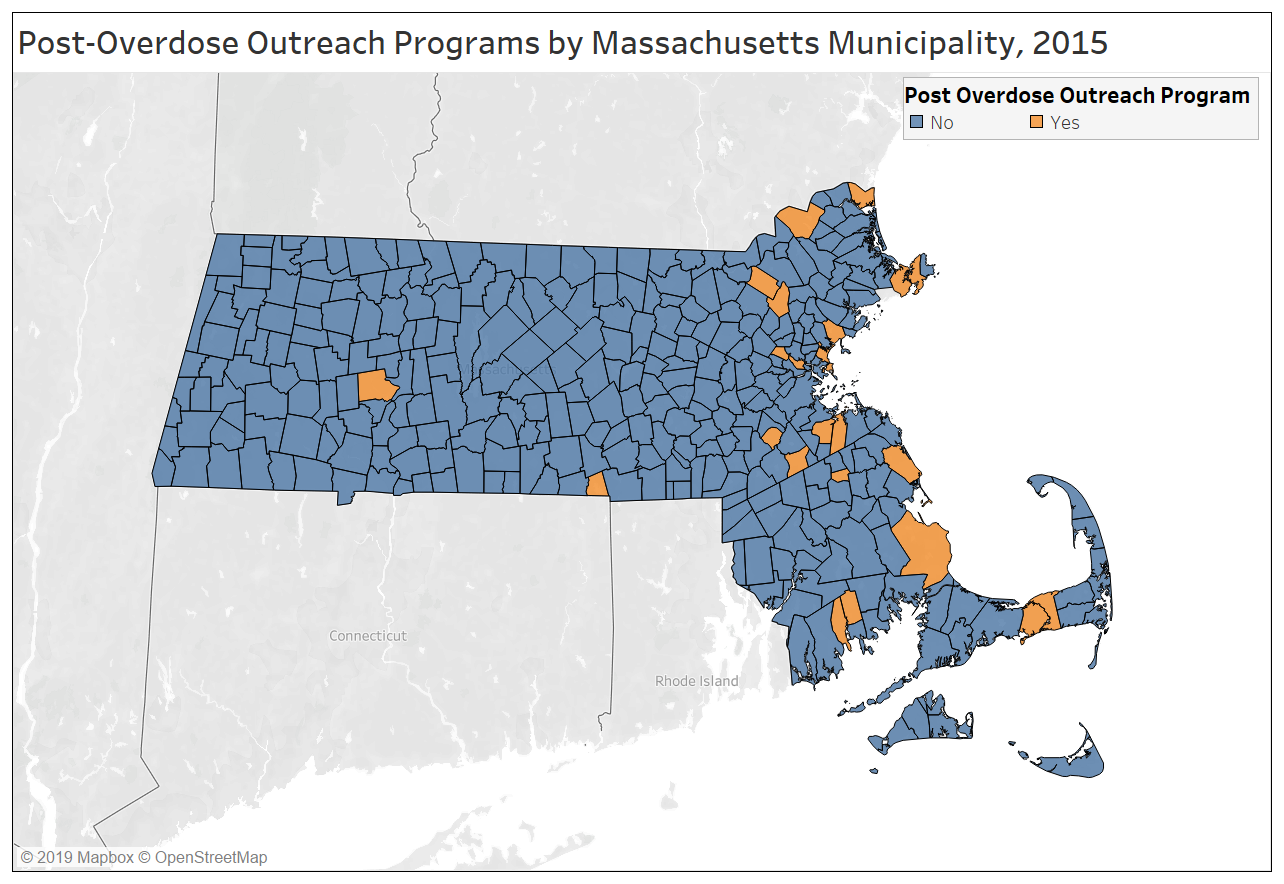 Post-Overdose Outreach Programs by Massachusetts Municipality, 2015
Post Overdose Outreach Program
No Yes
Massachusetts
Connecticut
Rhode Island
© 2019 Mapbox © OpenStreetMap